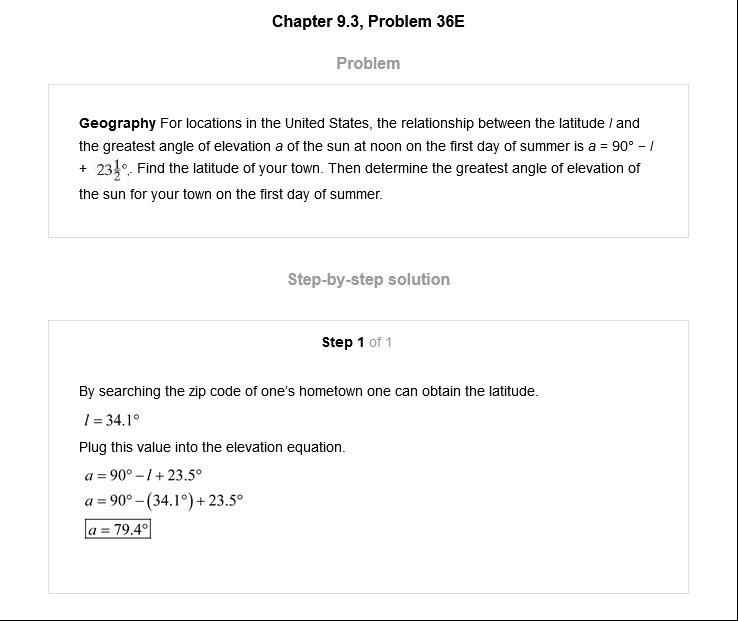 Chapter 9.3, Problem 36E
Problem
Geography For locations in the United States, the relationship between the latitude l and
the greatest angle of elevation a of the sun at noon on the first day of summer is a = 90° − l
+ 23½°. Find the latitude of your town. Then determine the greatest angle of elevation of
the sun for your town on the first day of summer.
Step-by-step solution
Step 1 of 1
By searching the zip code of one's hometown one can obtain the latitude.
l = 34.1°
Plug this value into the elevation equation.
a = 90° − l + 23.5°
a = 90° − (34.1°) + 23.5°
a = 79.4°